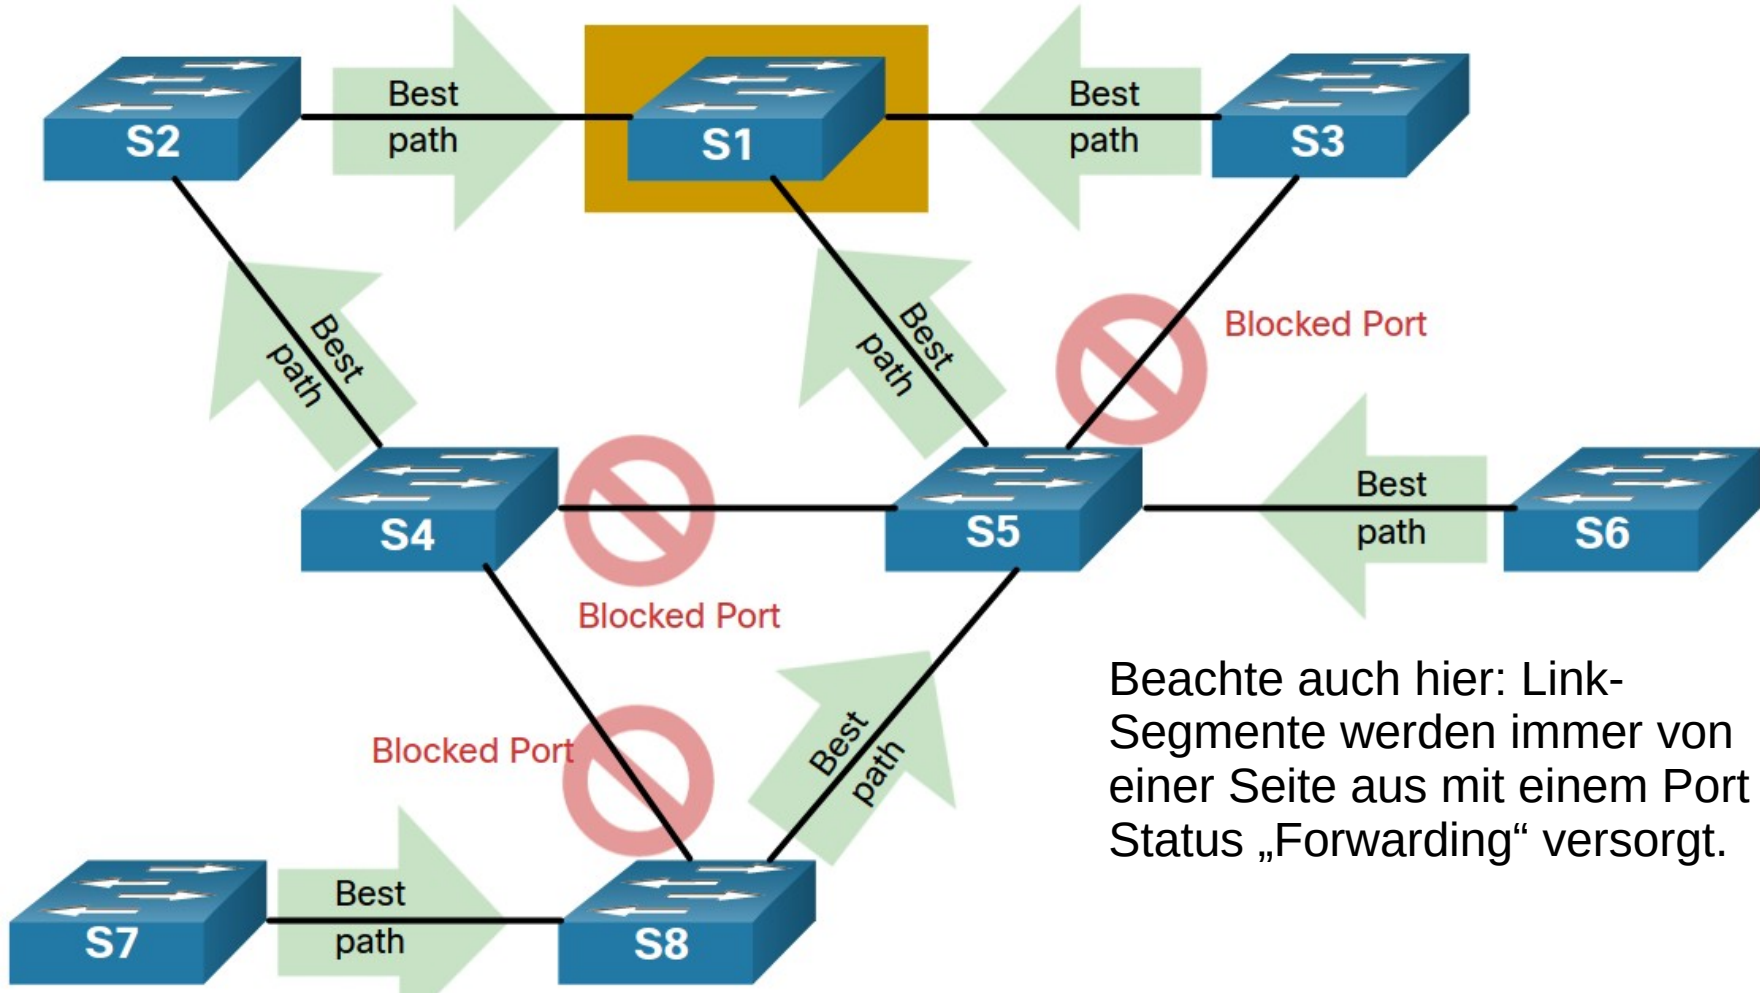 S2
Best
path
S1
Best
path
S3
Best
path
Best
path
Blocked Port
S4
Blocked Port
S5
Best
path
S6
Beachte auch hier: Link-
Segmente werden immer von
einer Seite aus mit einem Port
Status „Forwarding“ versorgt.
Blocked Port
Best
path
S7
Best
path
S8